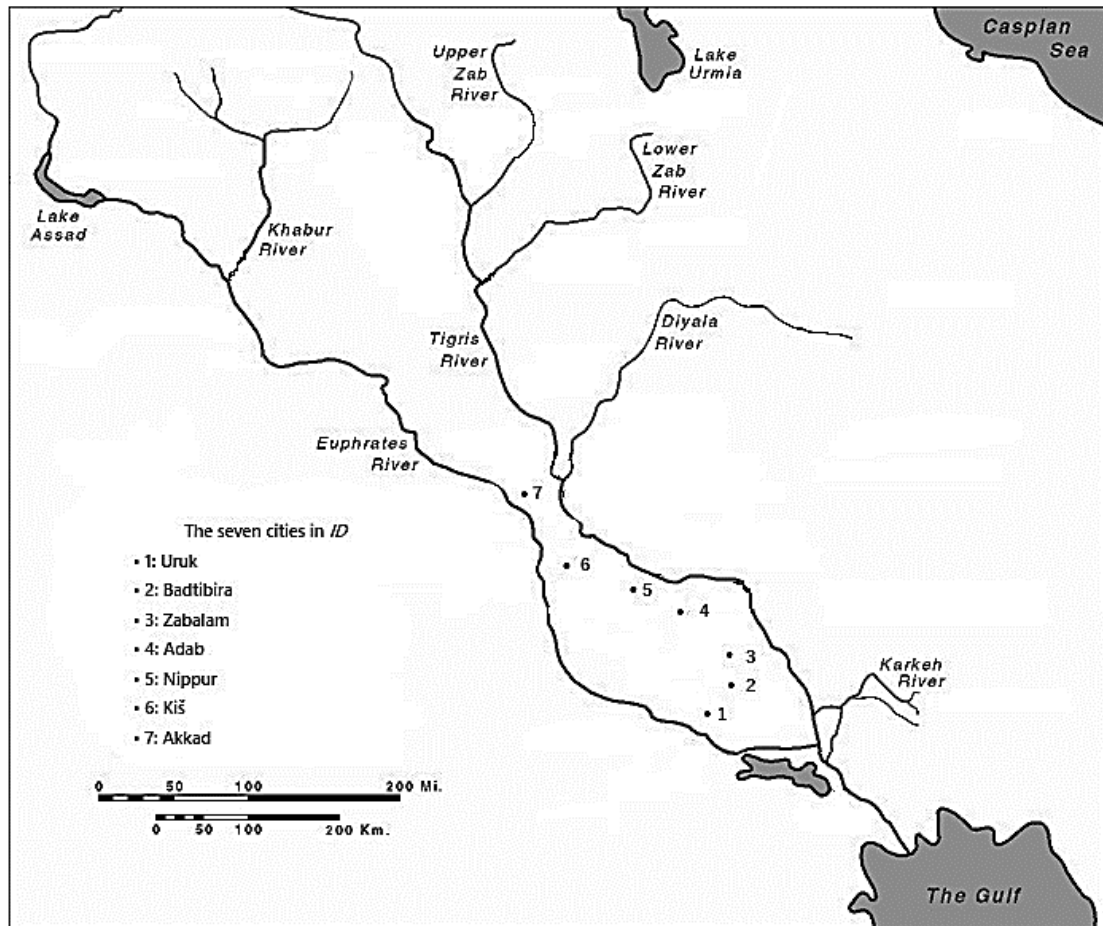 Upper
Zab
River
Lake
Urmia
Caspian
Sea
Lower
Zab
River
Lake
Assad
Khabur
River
Tigris
River
Diyala
River
Euphrates
River
7
The seven cities in ID
• 1: Uruk
• 2: Badtibira
• 3: Zabalam
• 4: Adab
• 5: Nippur
• 6: Kiš
• 7: Akkad
6
5
4
3
2
1
Karkeh
River
0 50 100 200 Mi.
0 50 100 200 Km.
The Gulf